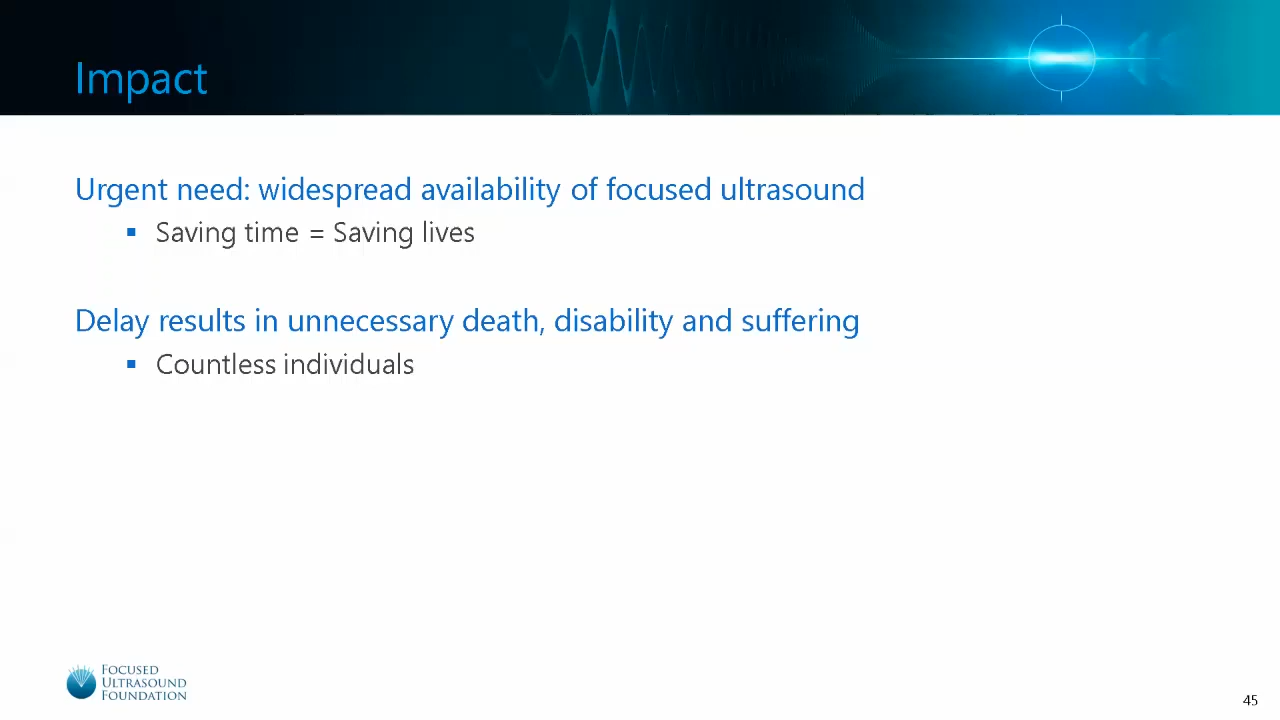 Impact
Urgent need: widespread availability of focused ultrasound
▪ Saving time = Saving lives
Delay results in unnecessary death, disability and suffering
▪ Countless individuals
FOCUSED
ULTRASOUND
FOUNDATION
45